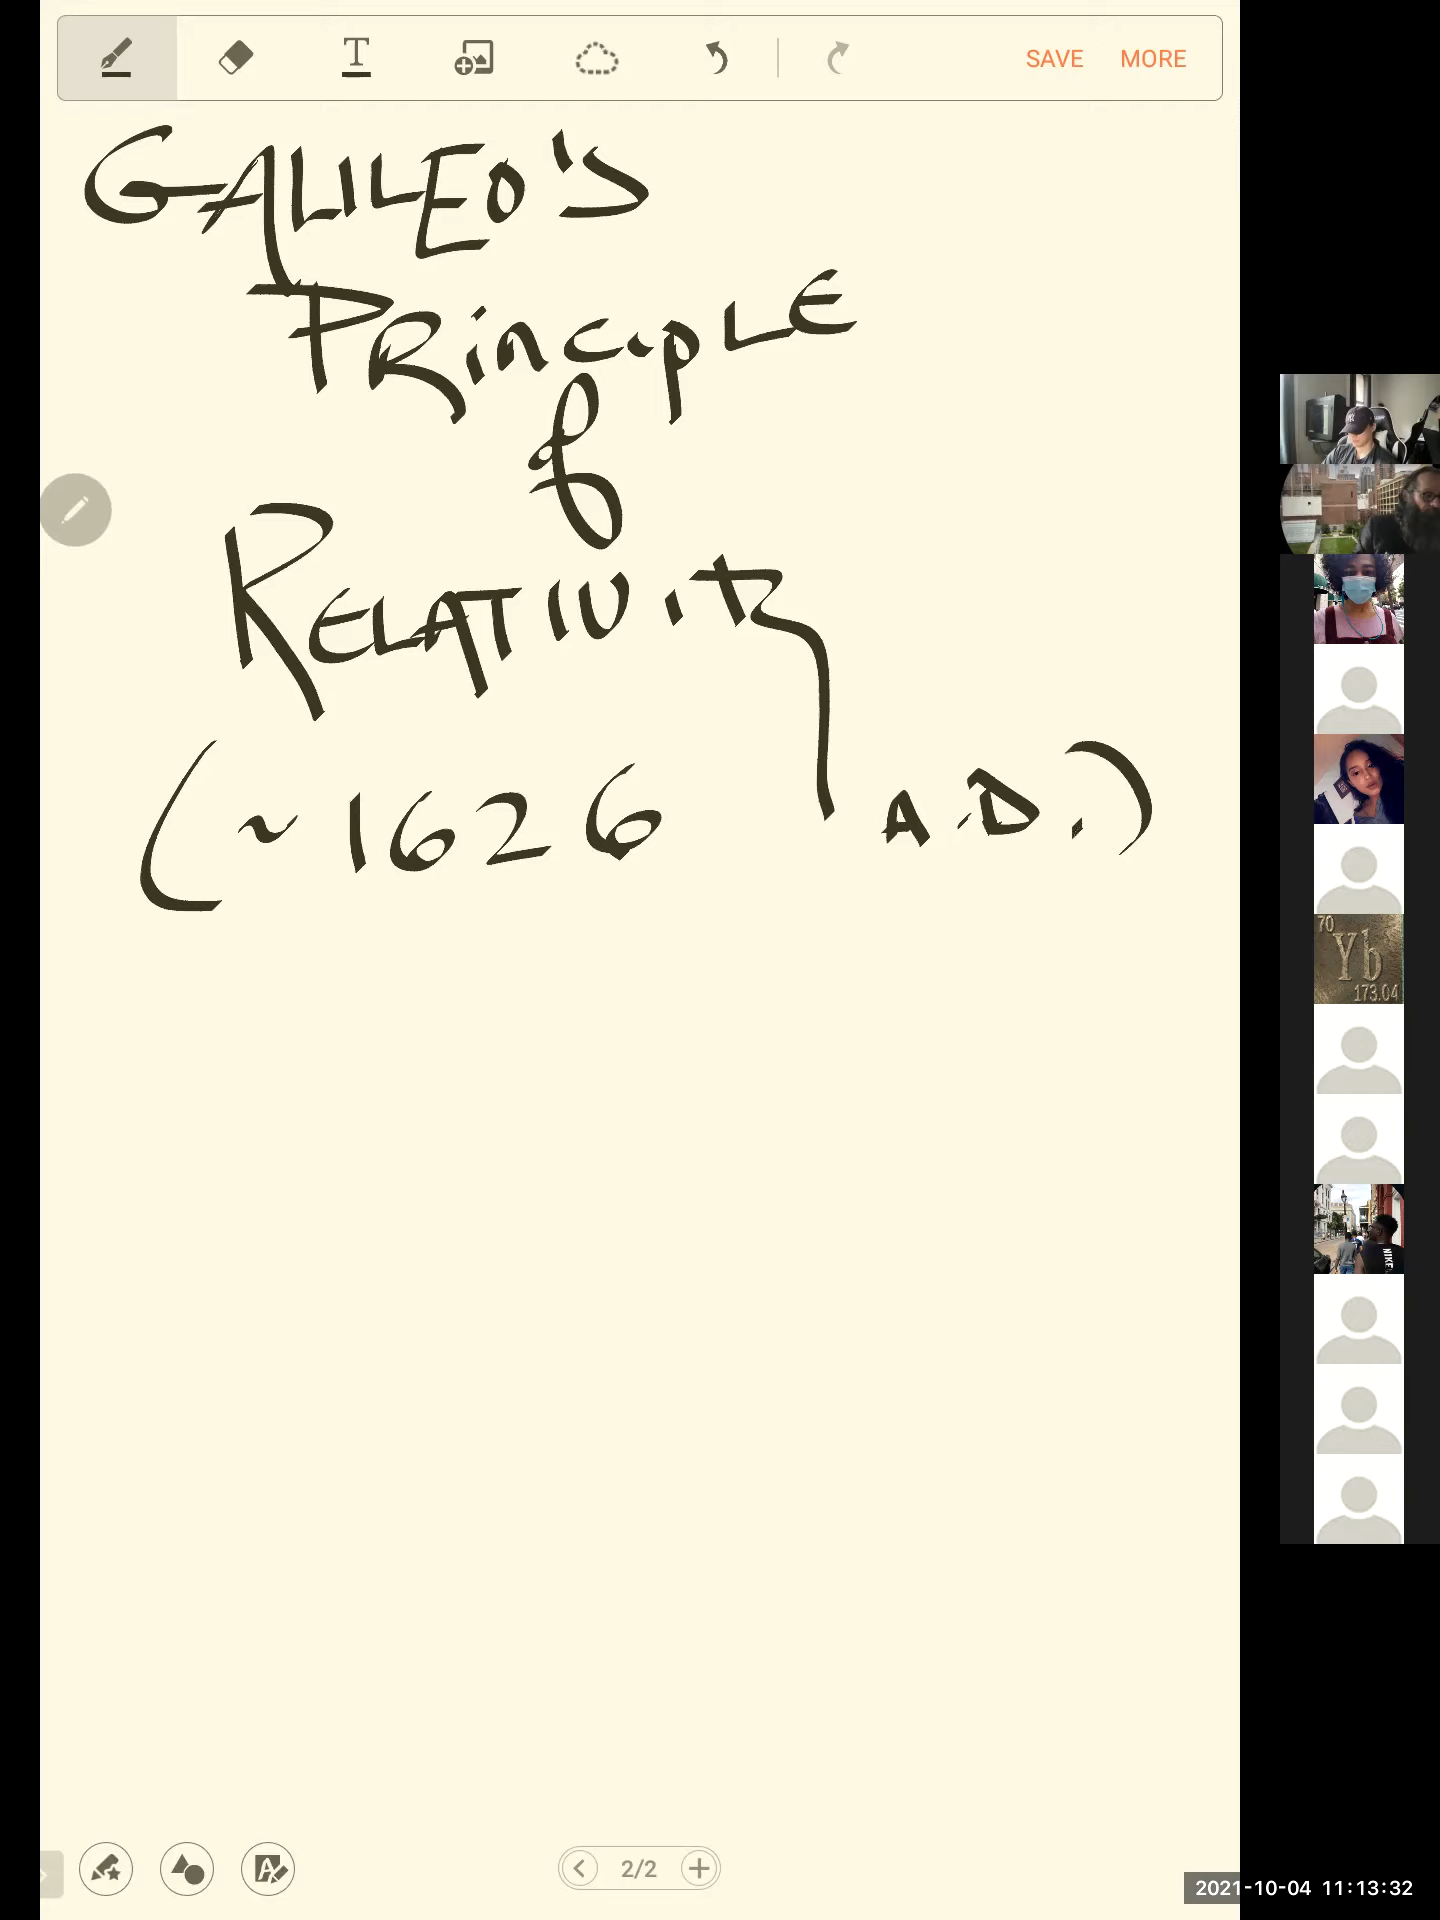 T SAVE MORE
GALILEO'S
PRinciplE
of
RELATIVITY
(~1626 A.D.)
70
Yb
173.04
NIKE
A
2/2
2021-10-04 11:13:32